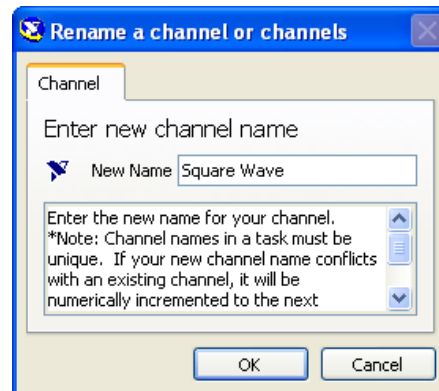 Rename a channel or channels
Channel
Enter new channel name
New Name Square Wave
Enter the new name for your channel.
*Note: Channel names in a task must be
unique. If your new channel name conflicts
with an existing channel, it will be
numerically incremented to the next
OK Cancel